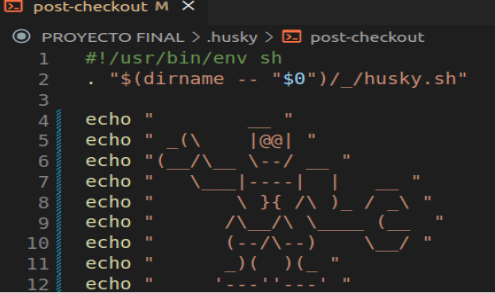 post-checkout M ×
PROYECTO FINAL > .husky > post-checkout
1 #!/usr/bin/env sh
2 . "$(dirname -- "$0")/_/husky.sh"
3
4 echo "          __ "
5 echo " _(\     |@@| "
6 echo "(__/\__ \--/ __ "
7 echo "   \___|----|  |   __ "
8 echo "       \ }{ /\ )_ / _\ "
9 echo "       /\__/\ \____ (__  "
10 echo "      (--/\--)    \__/ "
11 echo "      _)(  )(_ "
12 echo "     '---''---' "